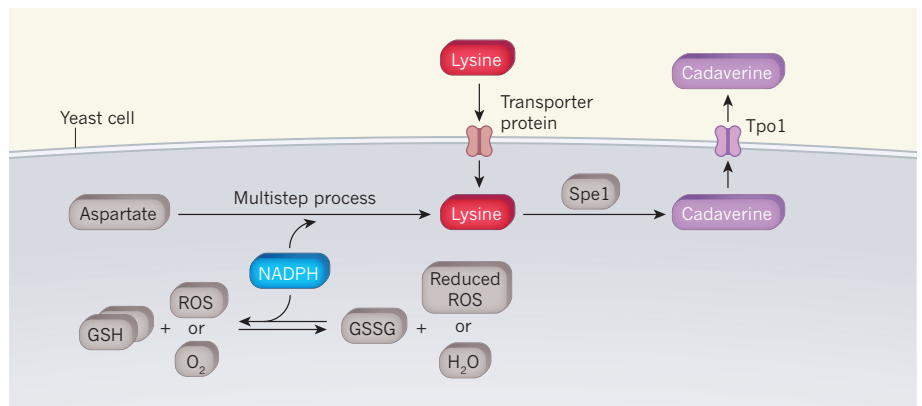 Lysine
Cadaverine
Transporter
protein
Yeast cell
Tpo1
Multistep process
Spe1
Aspartate
Lysine
Cadaverine
NADPH
Reduced
ROS
ROS
GSH + or GSSG + or
O₂
H₂O